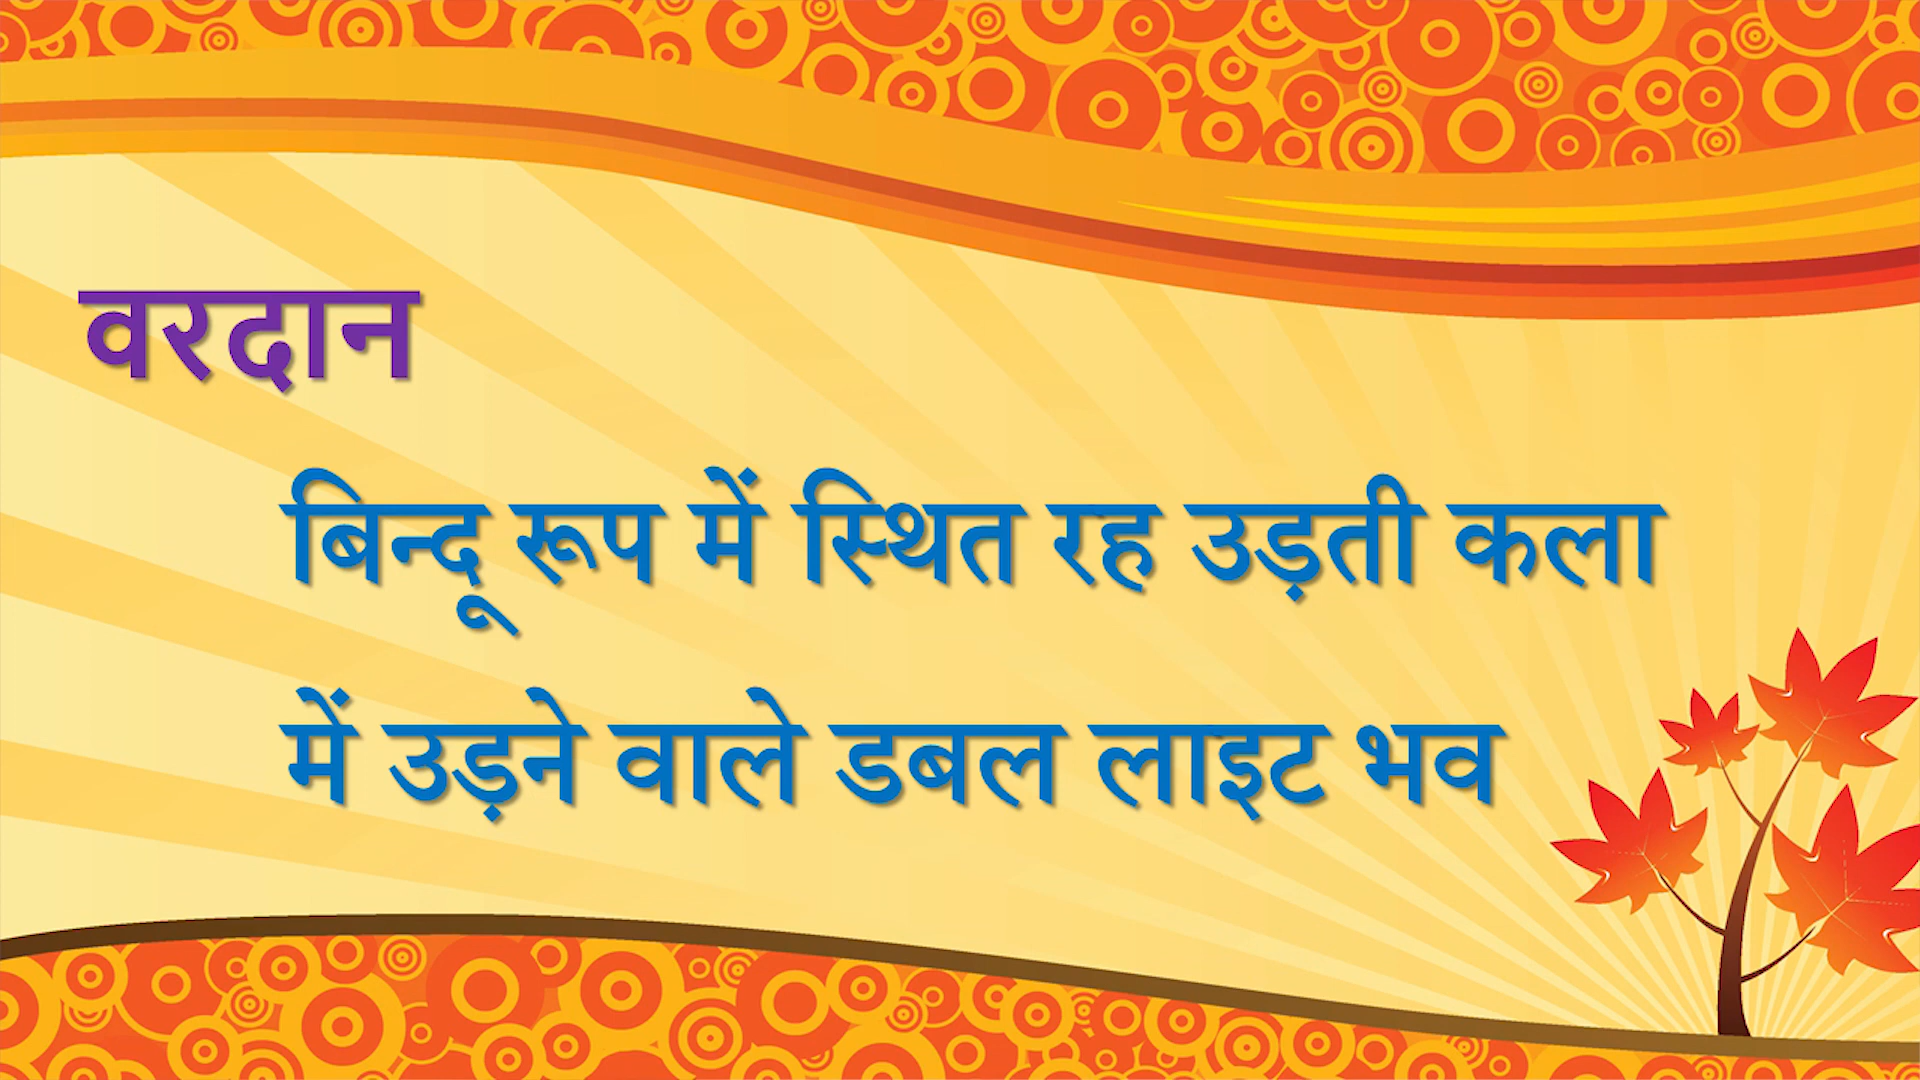 वरदान
बिन्दू रूप में स्थित रह उड़ती कला
में उड़ने वाले डबल लाइट भव